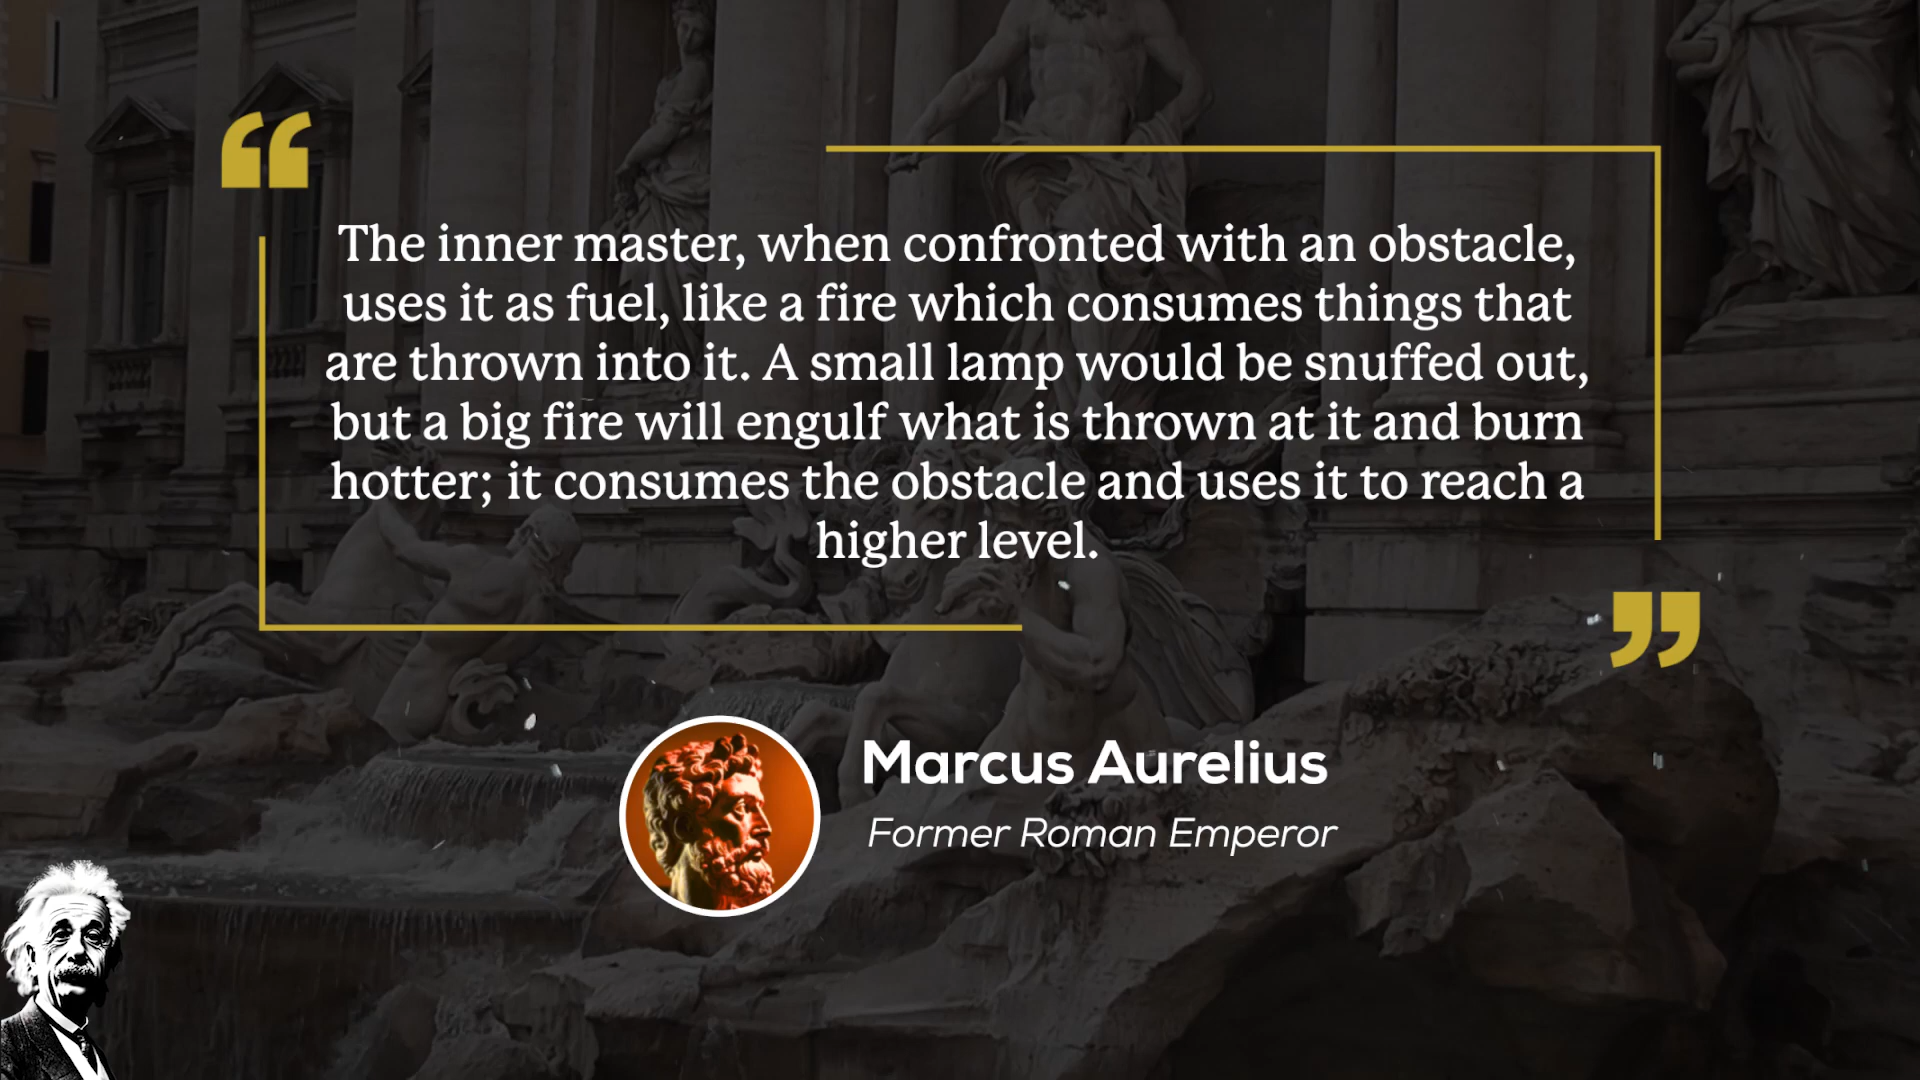 “
The inner master, when confronted with an obstacle,
uses it as fuel, like a fire which consumes things that
are thrown into it. A small lamp would be snuffed out,
but a big fire will engulf what is thrown at it and burn
hotter; it consumes the obstacle and uses it to reach a
higher level.
”
Marcus Aurelius
Former Roman Emperor